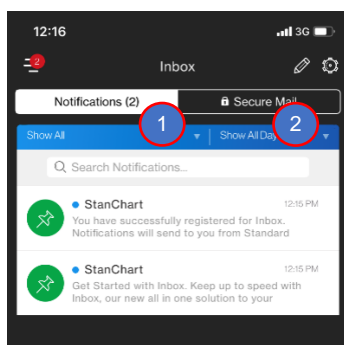 12:16
3G
2
Inbox
Notifications (2)
Secure Mail
Show All
1
Show All Day
2
Search Notifications...
StanChart
12:15 PM
You have successfully registered for Inbox.
Notifications will send to you from Standard
StanChart
12:15 PM
Get Started with Inbox. Keep up to speed with
Inbox, our new all in one solution to your